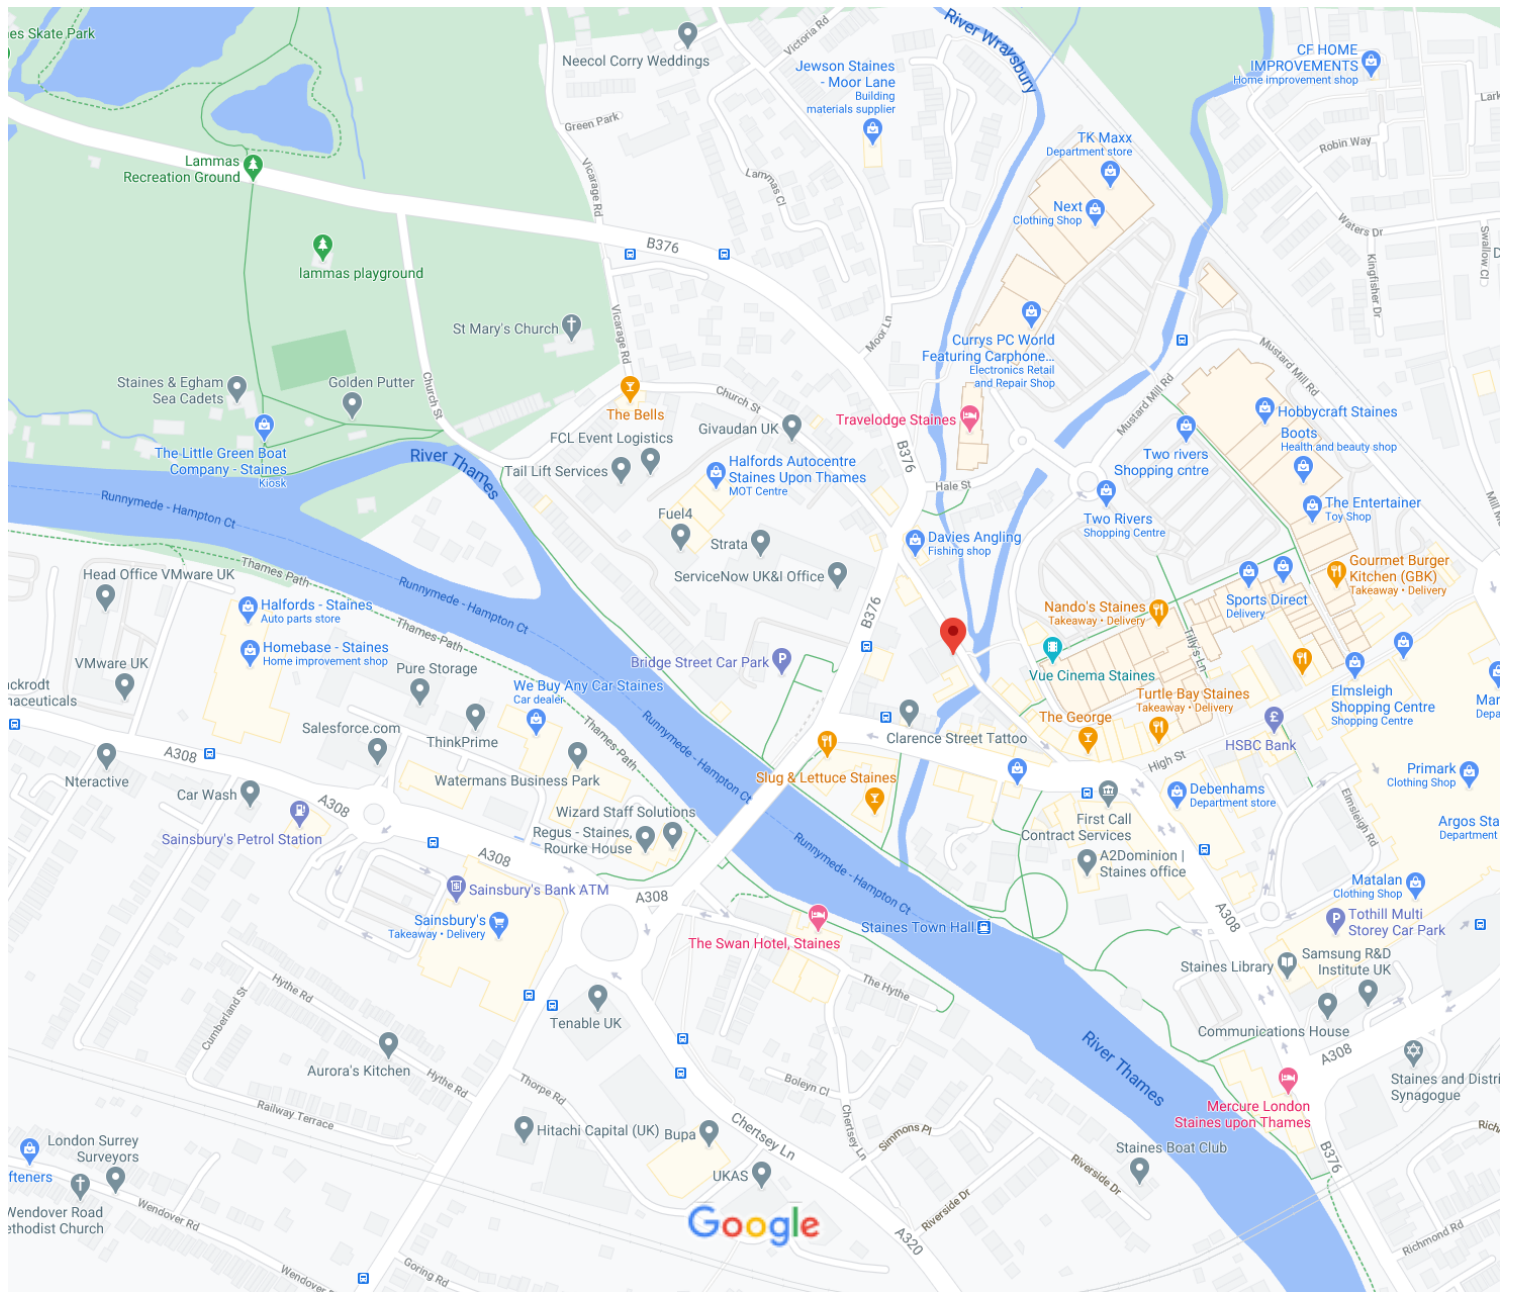 es Skate Park
Neecol Corry Weddings
Victoria Rd
River Wraysbury
Jewson Staines
- Moor Lane
Building
materials supplier
CF HOME
IMPROVEMENTS
Home improvement shop
Lark
Green Park
Robin Way
TK Maxx
Department store
Lammas
Recreation Ground
Vicarage Rd
Lammas Cl
Next
Clothing Shop
Waters Dr
Swallow Cl
Kingfisher Dr
D
B376
lammas playground
St Mary's Church
Vicarage Rd
Moor Ln
Currys PC World
Featuring Carphone...
Electronics Retail
and Repair Shop
Mustard Mill Rd
Mustard Mill Rd
Staines & Egham
Sea Cadets
Golden Putter
Church St
The Bells
Church St
Givaudan UK
Travelodge Staines
Hobbycraft Staines
Boots
Health and beauty shop
The Little Green Boat
Company - Staines
Kiosk
River Thames
FCL Event Logistics
Tail Lift Services
Halfords Autocentre
Staines Upon Thames
MOT Centre
B376
Two rivers
Shopping cntre
Hale St
Two Rivers
Shopping Centre
The Entertainer
Toy Shop
Mill M
Runnymede - Hampton Ct
Fuel4
Strata
Davies Angling
Fishing shop
Gourmet Burger
Kitchen (GBK)
Takeaway • Delivery
Head Office VMware UK
Thames Path
Runnymede - Hampton Ct
ServiceNow UK&I Office
Sports Direct
Delivery
Halfords - Staines
Auto parts store
Thames-Path
B376
Nando's Staines
Takeaway • Delivery
Tilly's Ln
Homebase - Staines
Home improvement shop
VMware UK
Pure Storage
Bridge Street Car Park
Vue Cinema Staines
ackrodt
naceuticals
We Buy Any Car Staines
Car dealer
Turtle Bay Staines
Takeaway • Delivery
Elmsleigh
Shopping Centre
Shopping Centre
Mar
Depa
Salesforce.com
ThinkPrime
Thames-Path
Runnymede - Hampton Ct
The George
Clarence Street Tattoo
HSBC Bank
A308
Nteractive
Watermans Business Park
Slug & Lettuce Staines
High St
Primark
Clothing Shop
Car Wash
A308
Debenhams
Department store
Elmsleigh Rd
Wizard Staff Solutions
Regus - Staines,
Rourke House
First Call
Contract Services
Argos Sta
Department
Sainsbury's Petrol Station
A308
Runnymede - Hampton Ct
A2Dominion |
Staines office
Matalan
Clothing Shop
Sainsbury's Bank ATM
A308
A308
Sainsbury's
Takeaway • Delivery
Staines Town Hall
Tothill Multi
Storey Car Park
The Swan Hotel, Staines
Staines Library
Samsung R&D
Institute UK
Hythe Rd
The Hythe
Cumberland St
Tenable UK
Communications House
River Thames
A308
Aurora's Kitchen
Hythe Rd
Boleyn Cl
Staines and Distri
Synagogue
Thorpe Rd
Railway Terrace
Chertsey Ln
Chertsey Ln
Mercure London
Staines upon Thames
Simmons Pl
London Surrey
Surveyors
Hitachi Capital (UK)
Bupa
Staines Boat Club
B376
Rich
fteners
UKAS
Riverside Dr
Wendover Road
ethodist Church
Wendover Rd
Google
Riverside Dr
A320
Richmond Rd
Goring Rd
Wendover